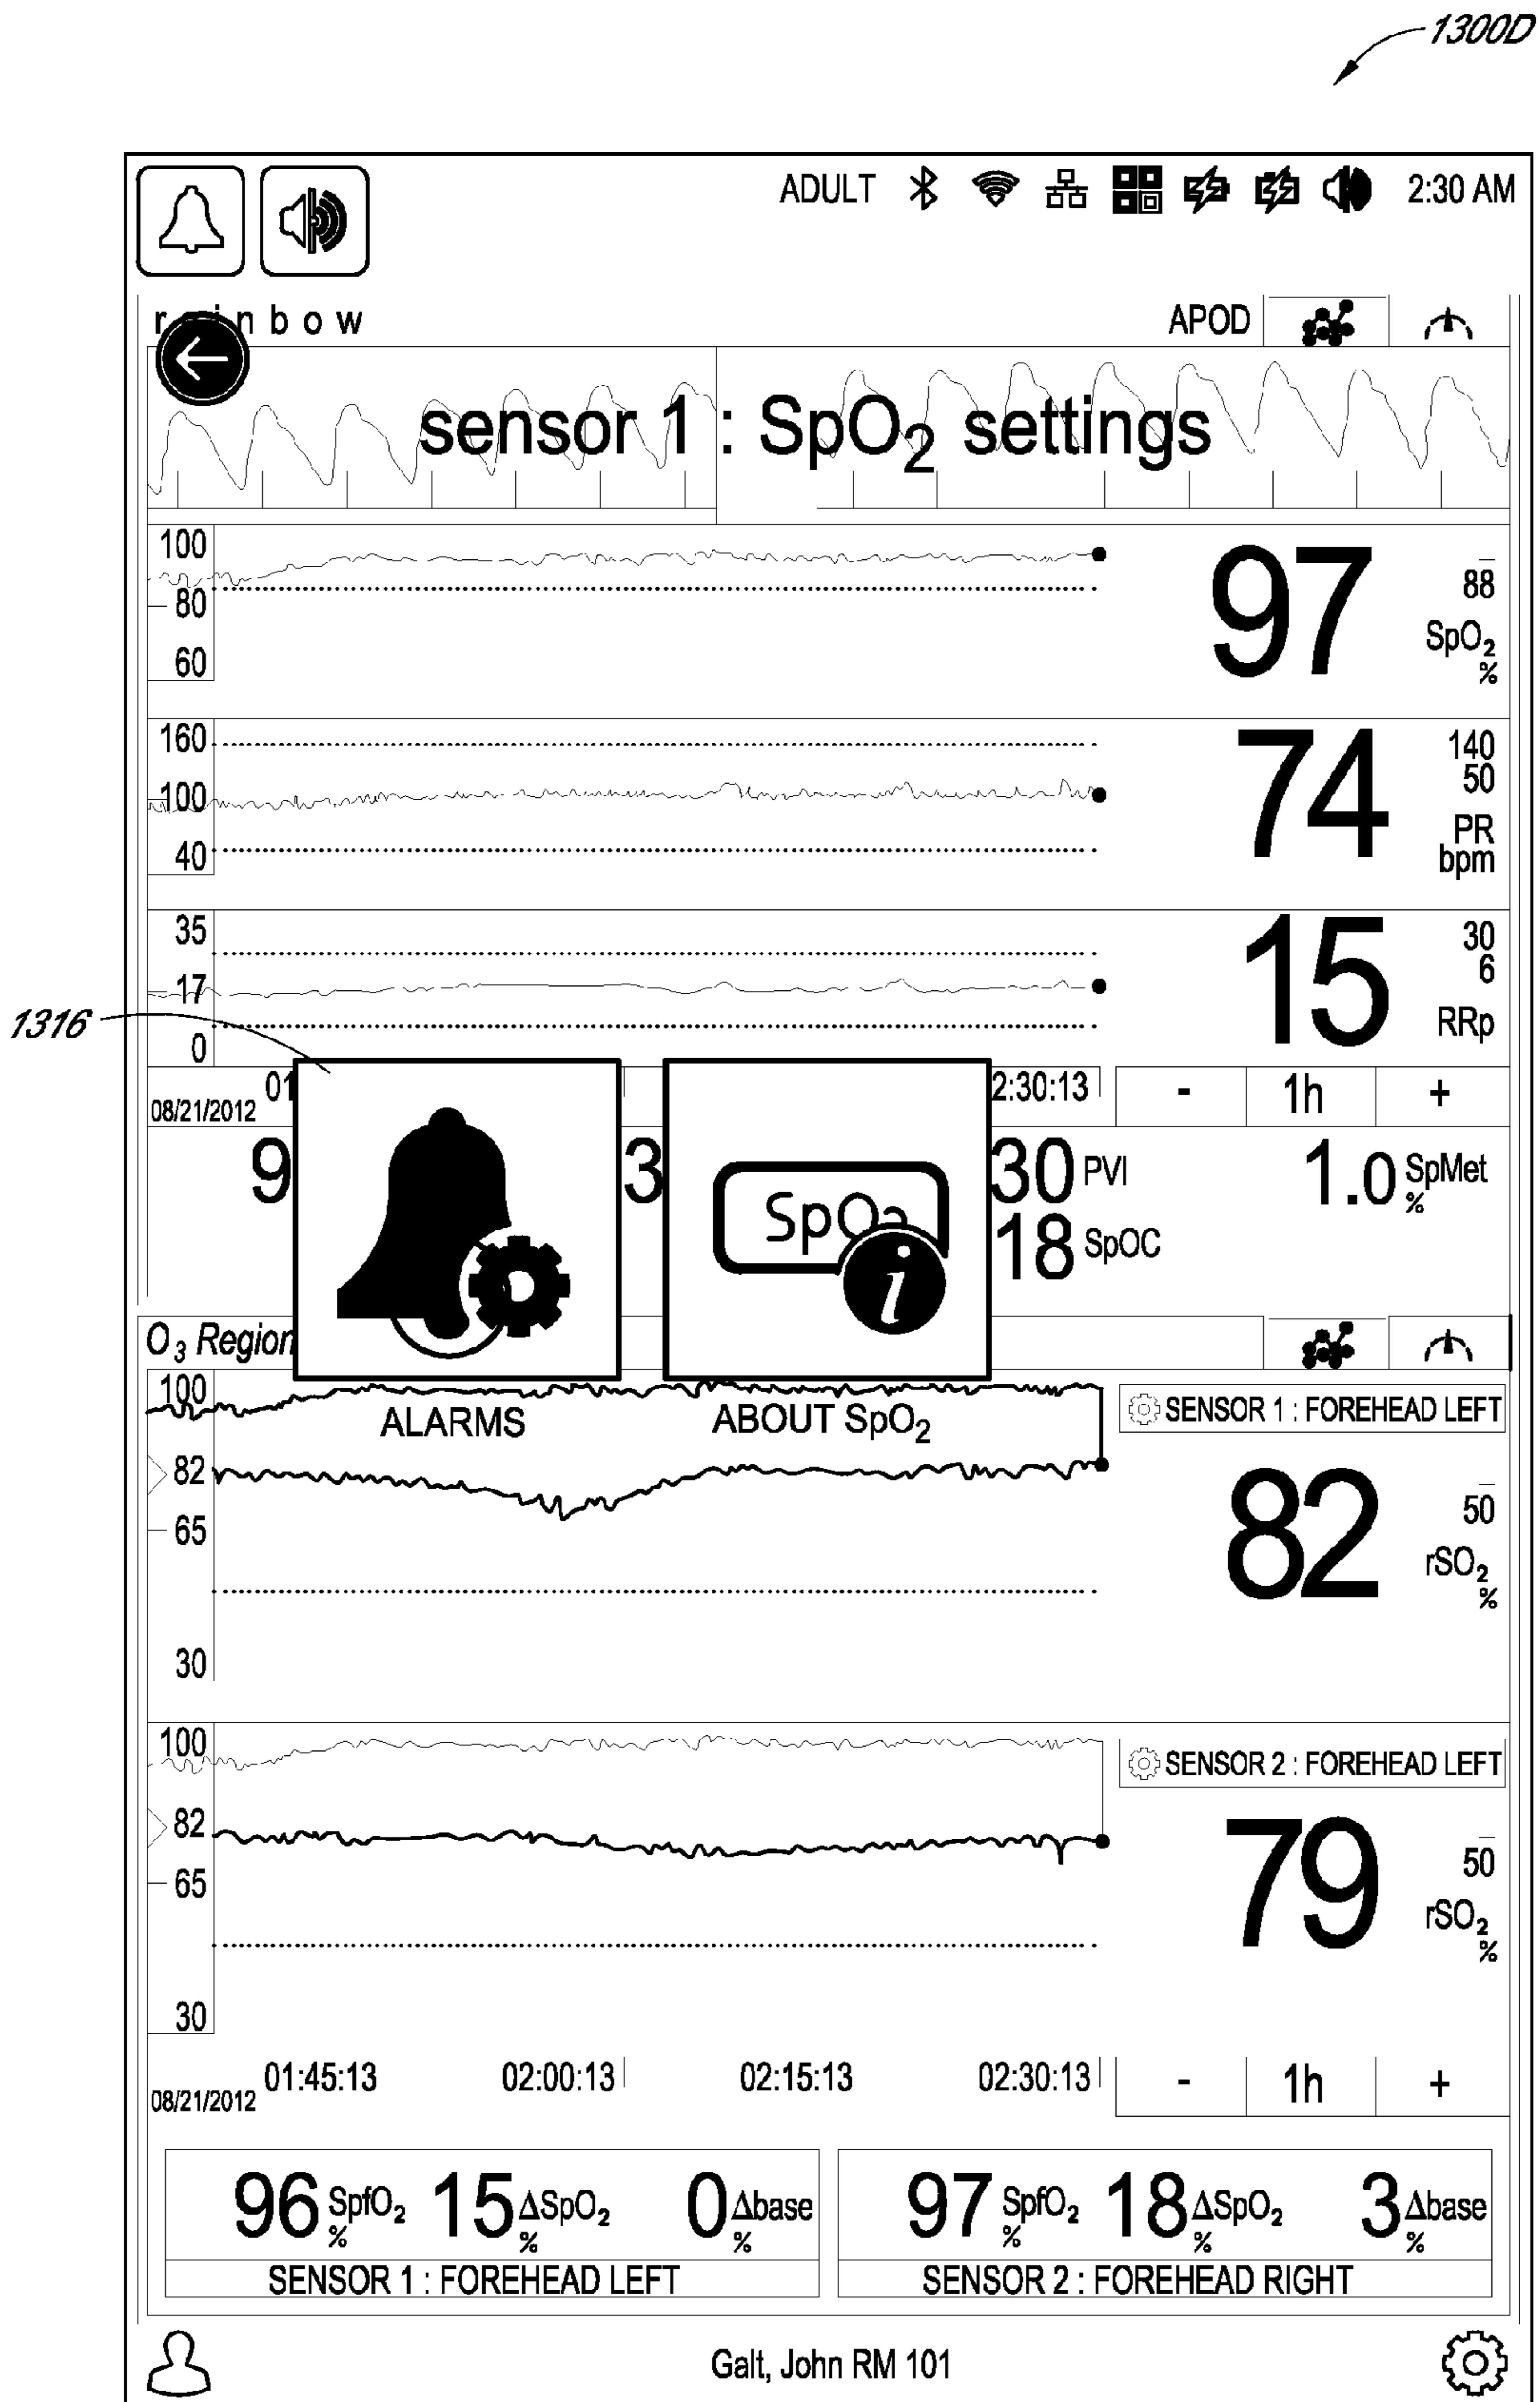 1300D
ADULT 2:30 AM
r inbow APOD
sensor 1 : SpO₂ settings
100
80
60
97
88
SpO₂
%
160
100
40
74
140
50
PR
bpm
35
17
0
15
30
6
RRp
1316
08/21/2012 01 2:30:13 - 1h +
9 3 30 PVI 1.0 SpMet
%
18 SpOC
SpO₂
i
O₃ Region
ALARMS ABOUT SpO₂
100
82
65
30
SENSOR 1 : FOREHEAD LEFT
82
50
rSO₂
%
100
82
65
30
SENSOR 2 : FOREHEAD LEFT
79
50
rSO₂
%
08/21/2012 01:45:13 02:00:13 02:15:13 02:30:13 - 1h +
96 SpfO₂ % 15 ΔSpO₂ % 0 Δbase %
SENSOR 1 : FOREHEAD LEFT
97 SpfO₂ % 18 ΔSpO₂ % 3 Δbase %
SENSOR 2 : FOREHEAD RIGHT
Galt, John RM 101